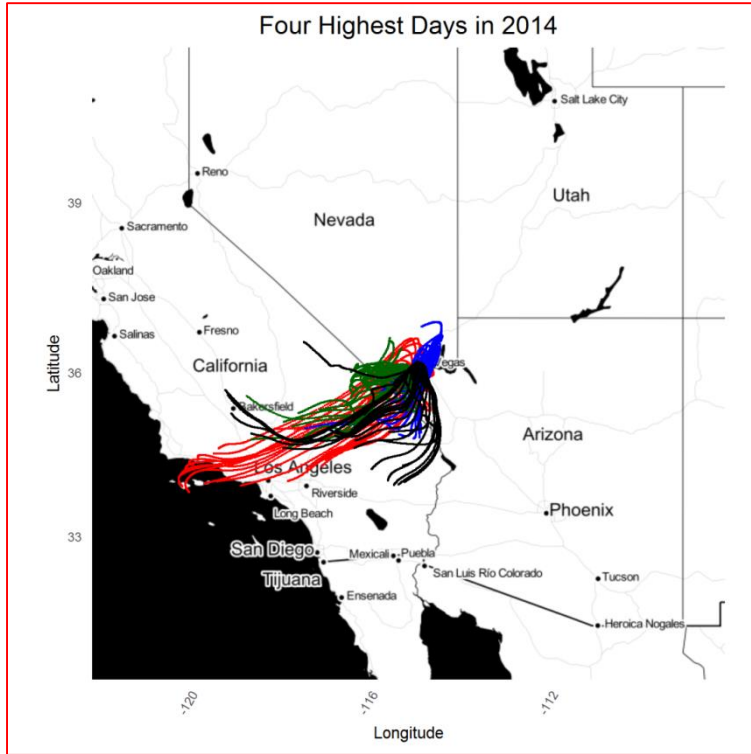 Four Highest Days in 2014
Salt Lake City
Reno
39
Utah
Nevada
Sacramento
Oakland
San Jose
Salinas
Fresno
Latitude
36
California
egas
Bakersfield
Arizona
Los Angeles
Riverside
Long Beach
Phoenix
33
San Diego
Mexicali
Puebla
San Luis Río Colorado
Tijuana
Tucson
Ensenada
Heroica Nogales
-120
-116
-112
Longitude